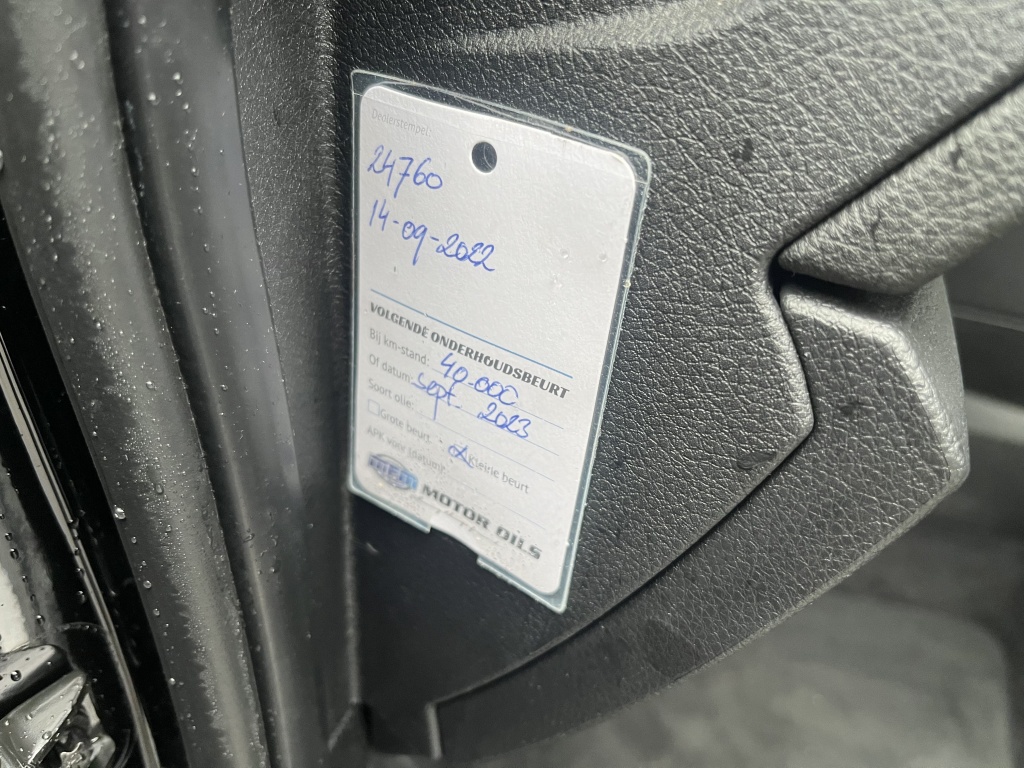 Dealerstempel:
24760
14-09-2022
VOLGENDE ONDERHOUDSBEURT
Bij km-stand: 40.000
Of datum: sept. 2023
Soort olie:
Grote beurt Kleine beurt
APK voor (datum):
MOTOR OILS